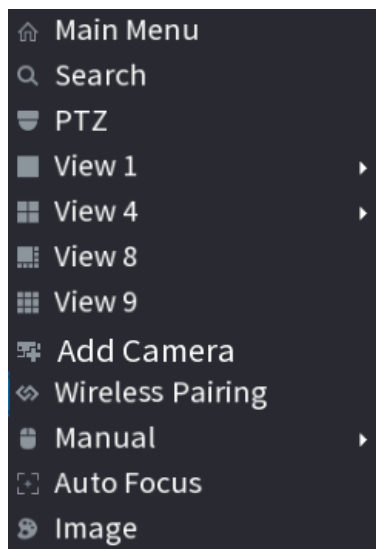 Main Menu
Search
PTZ
View 1
View 4
View 8
View 9
Add Camera
Wireless Pairing
Manual
Auto Focus
Image